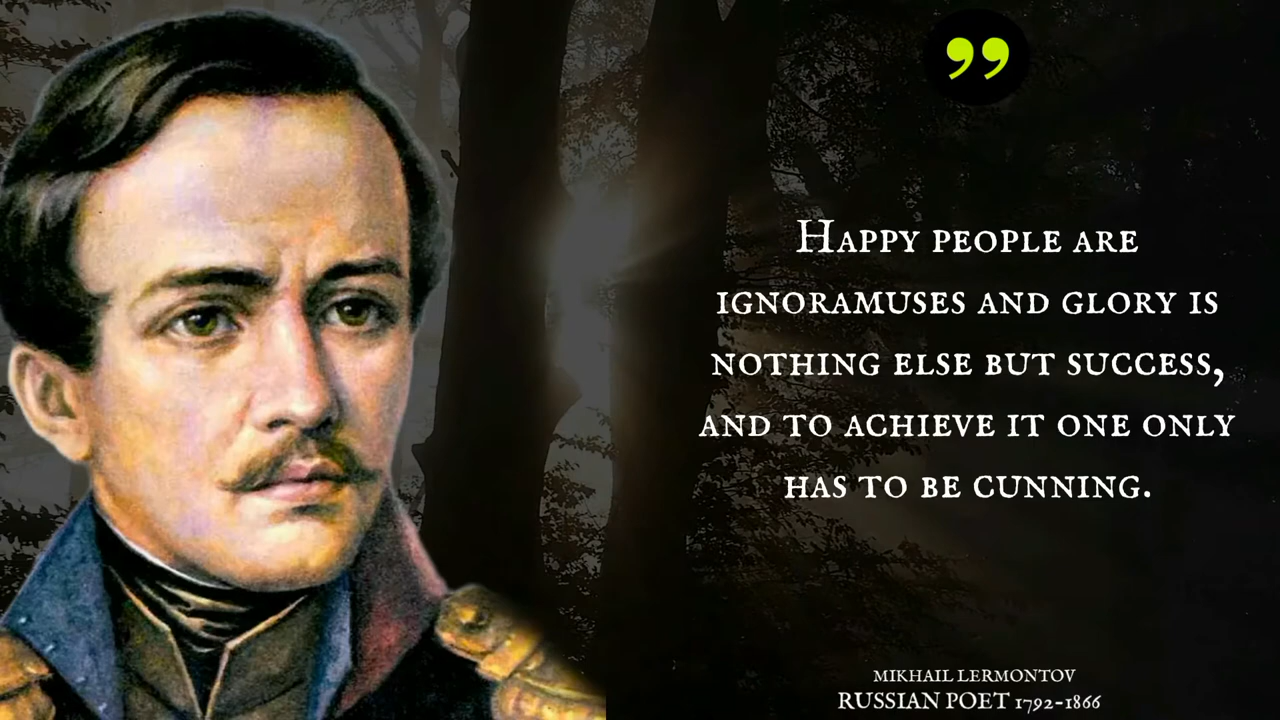 ”
Happy people are
ignoramuses and glory is
nothing else but success,
and to achieve it one only
has to be cunning.
MIKHAIL LERMONTOV
RUSSIAN POET 1792-1866